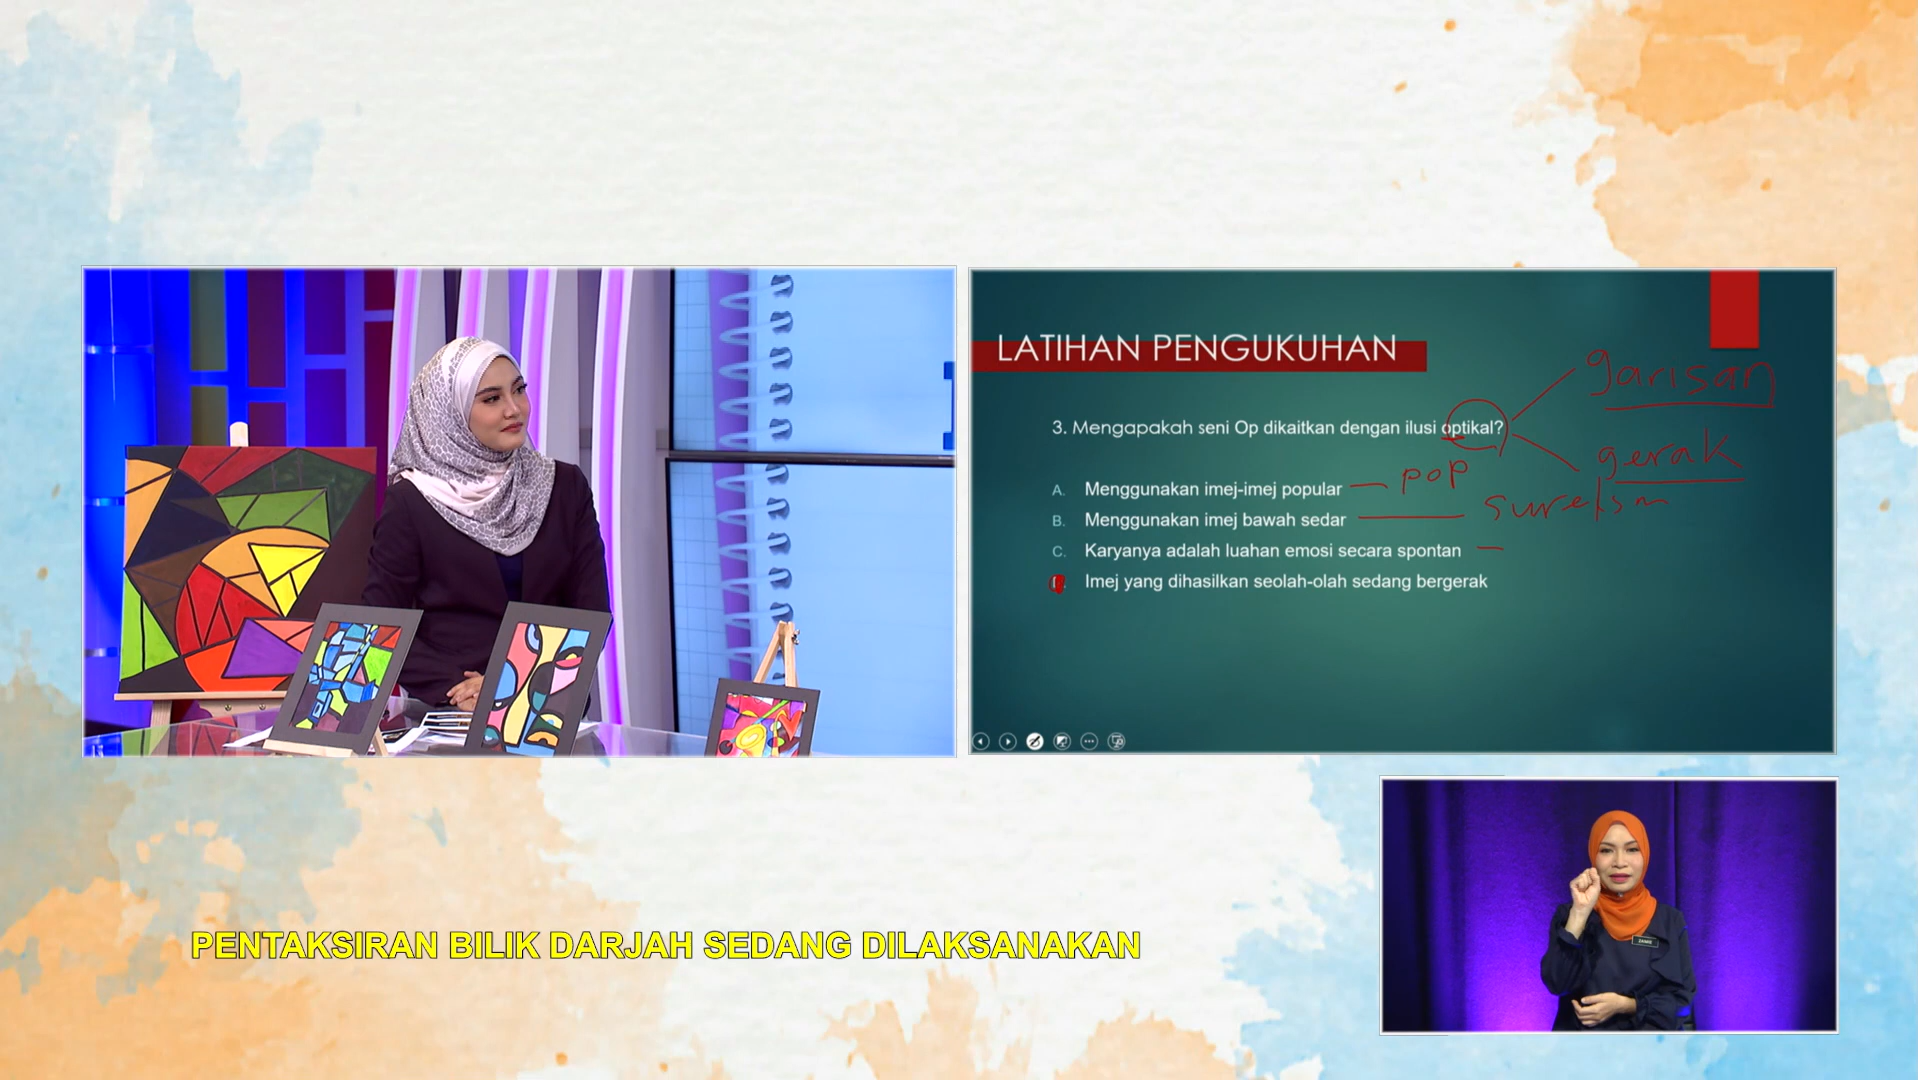 LATIHAN PENGUKUHAN
garisan
3. Mengapakah seni Op dikaitkan dengan ilusi optikal?
gerak
A. Menggunakan imej-imej popular — pop
B. Menggunakan imej bawah sedar — surelism
C. Karyanya adalah luahan emosi secara spontan —
Imej yang dihasilkan seolah-olah sedang bergerak
PENTAKSIRAN BILIK DARJAH SEDANG DILAKSANAKAN